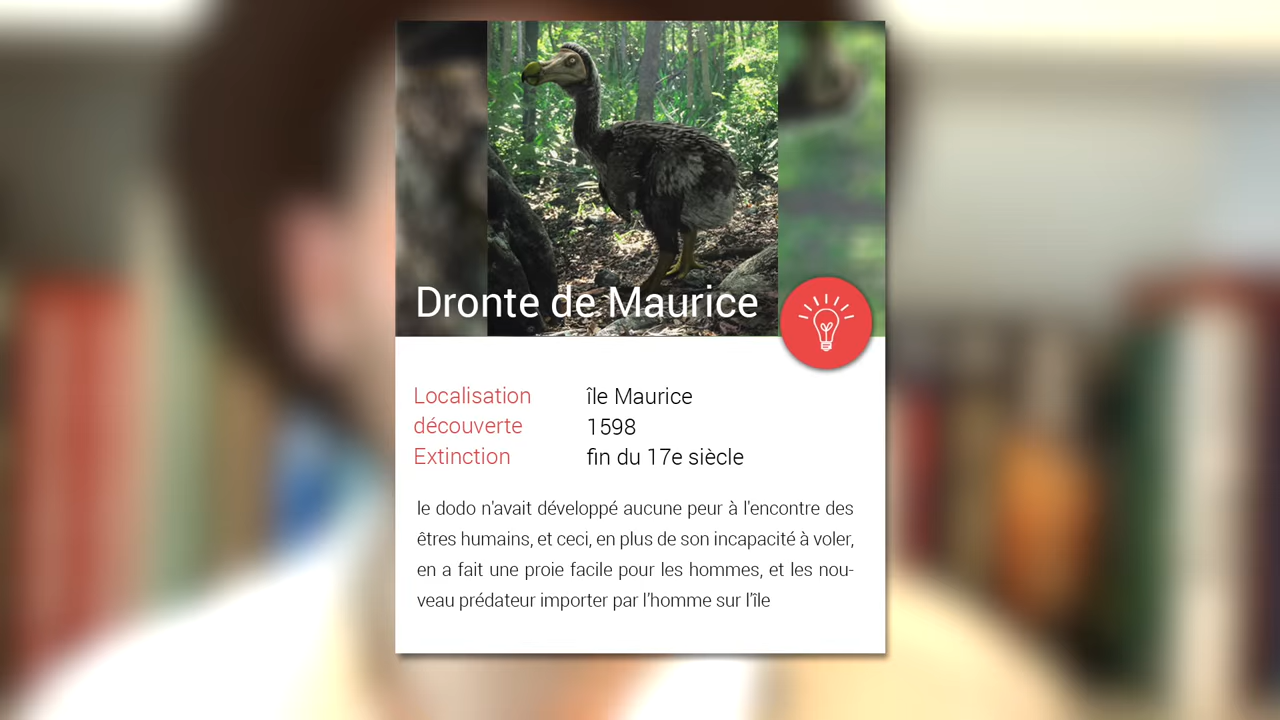 Dronte de Maurice
Localisation île Maurice
découverte 1598
Extinction fin du 17e siècle
le dodo n'avait développé aucune peur à l'encontre des
êtres humains, et ceci, en plus de son incapacité à voler,
en a fait une proie facile pour les hommes, et les nou-
veau prédateur importer par l'homme sur l'île